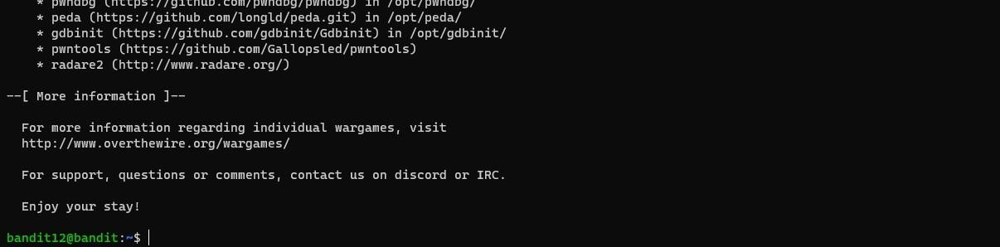 * pwndbg (https://github.com/pwndbg/pwndbg) in /opt/pwndbg/
* peda (https://github.com/longld/peda.git) in /opt/peda/
* gdbinit (https://github.com/gdbinit/Gdbinit) in /opt/gdbinit/
* pwntools (https://github.com/Gallopsled/pwntools)
* radare2 (http://www.radare.org/)
--[ More information ]--
For more information regarding individual wargames, visit
http://www.overthewire.org/wargames/
For support, questions or comments, contact us on discord or IRC.
Enjoy your stay!
bandit12@bandit:~$